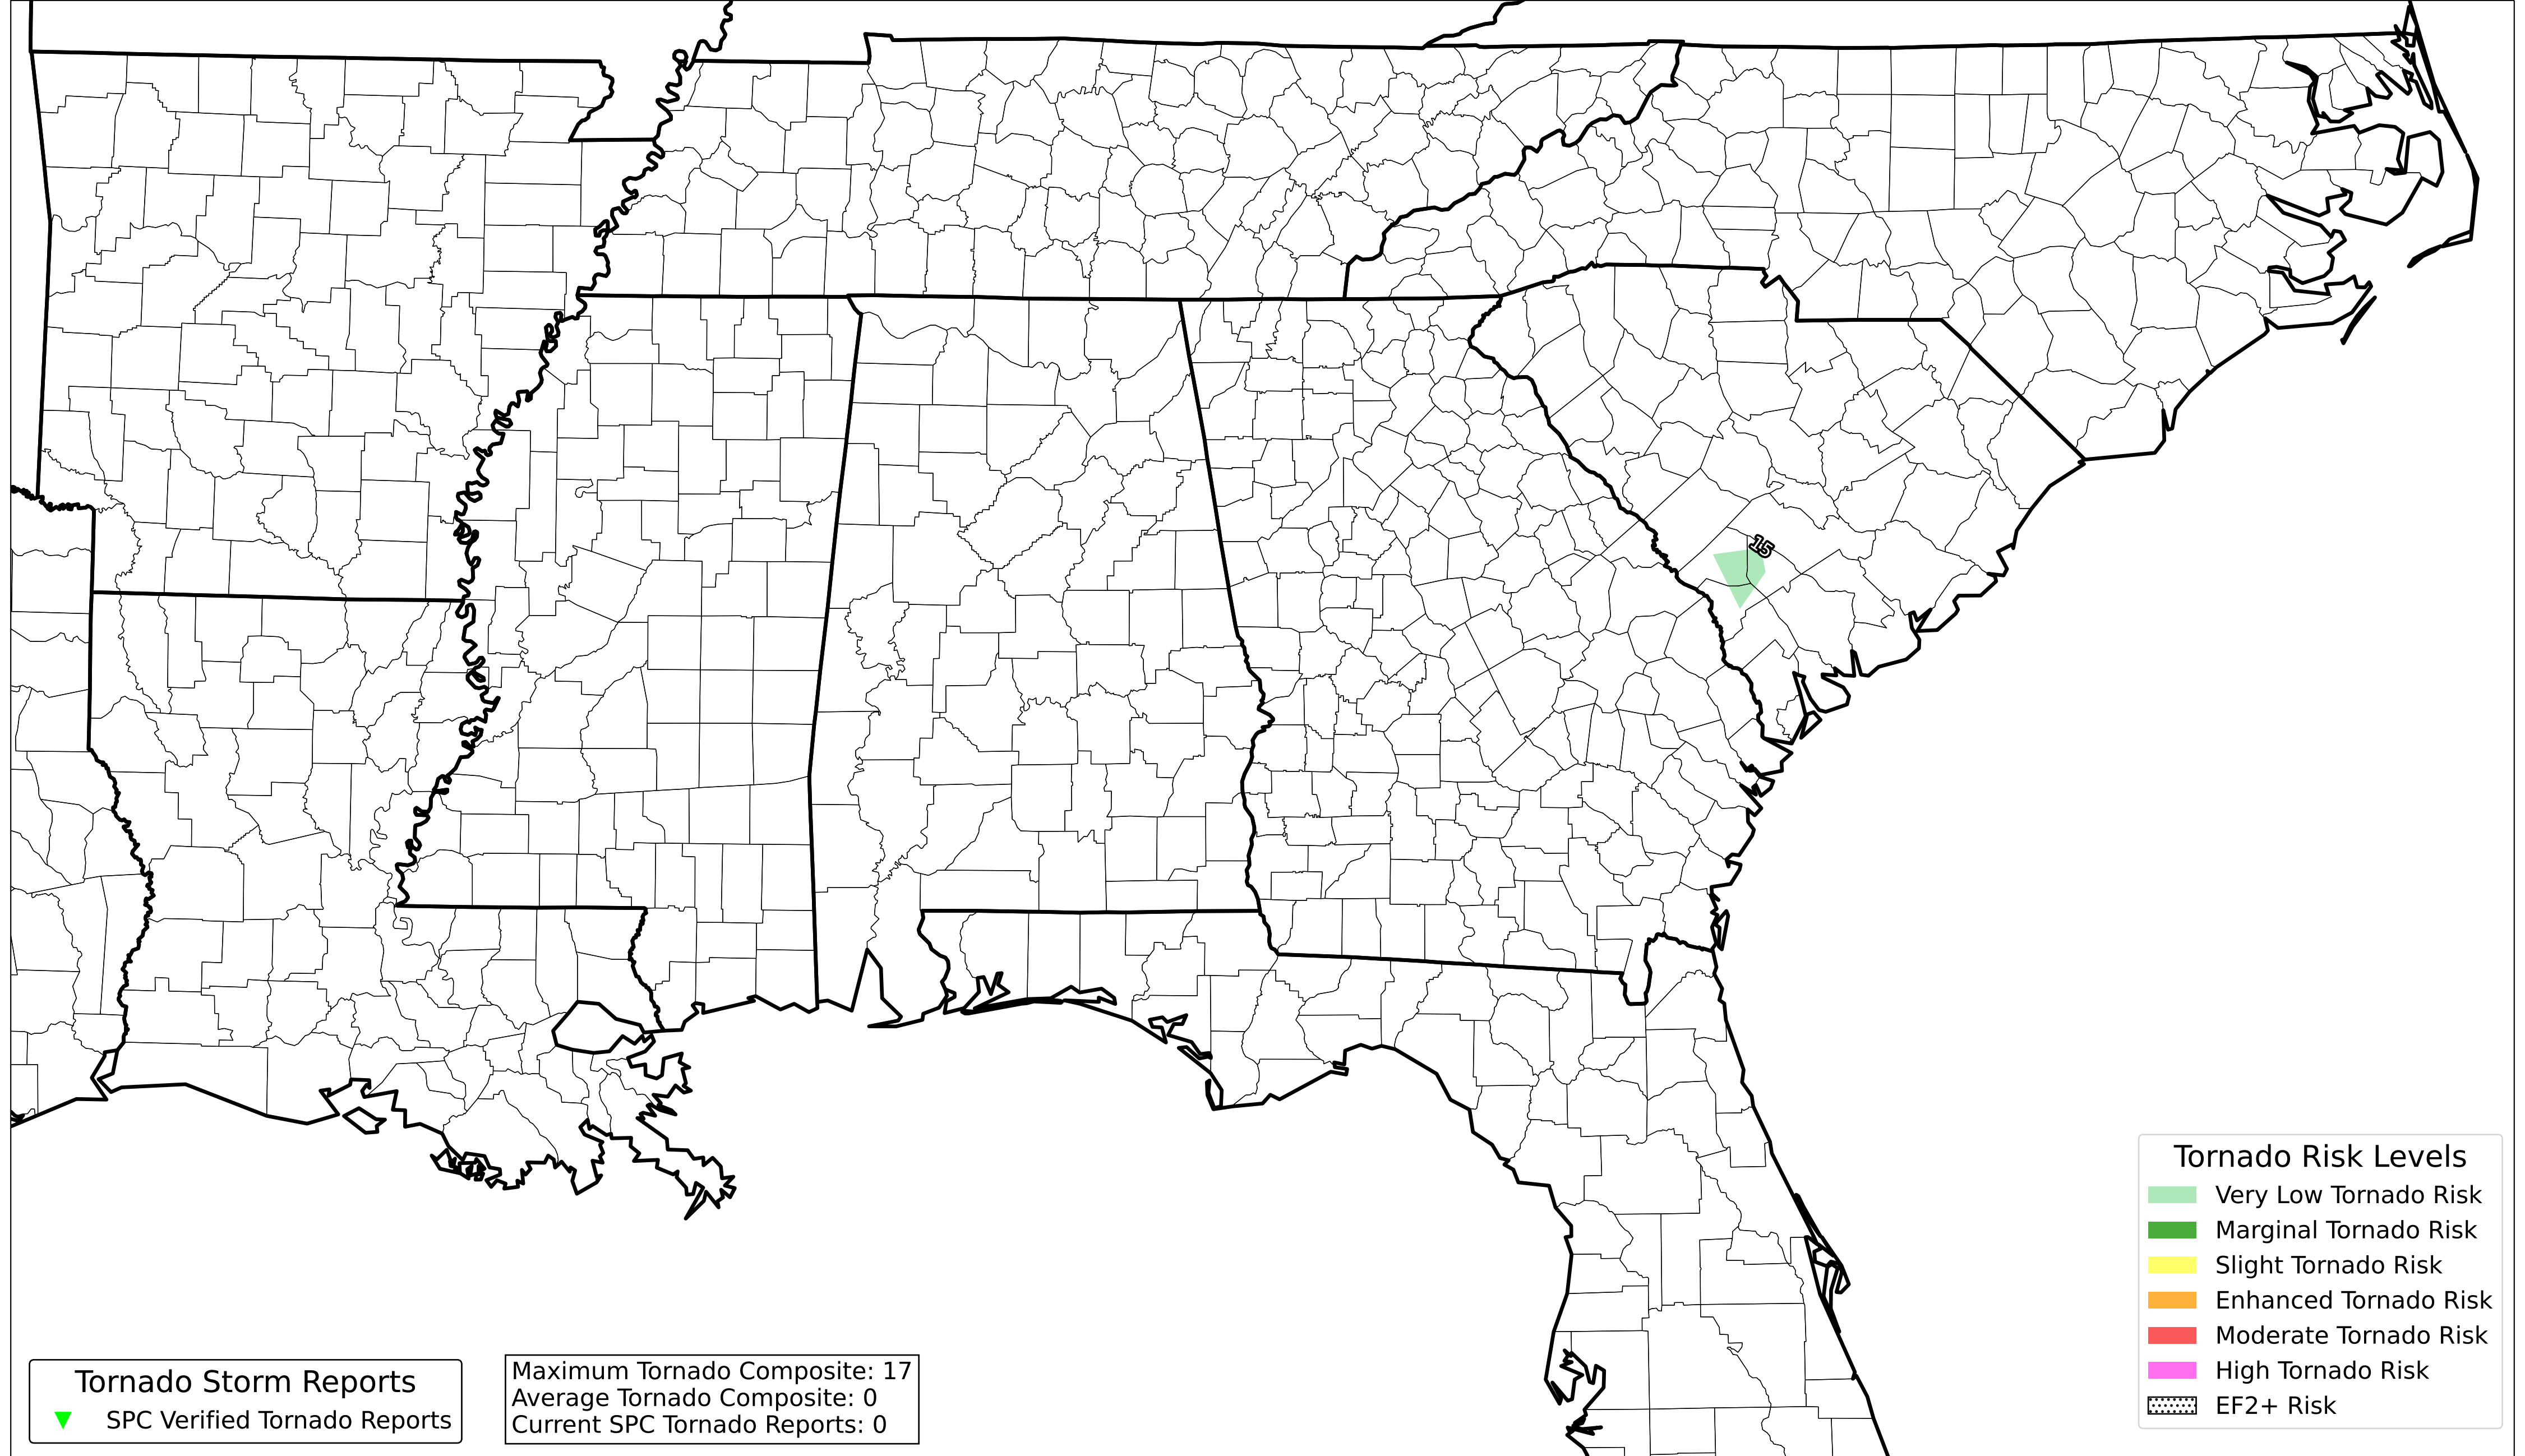 15
Tornado Risk Levels
Very Low Tornado Risk
Marginal Tornado Risk
Slight Tornado Risk
Enhanced Tornado Risk
Moderate Tornado Risk
High Tornado Risk
EF2+ Risk
Tornado Storm Reports
SPC Verified Tornado Reports
Maximum Tornado Composite: 17
Average Tornado Composite: 0
Current SPC Tornado Reports: 0